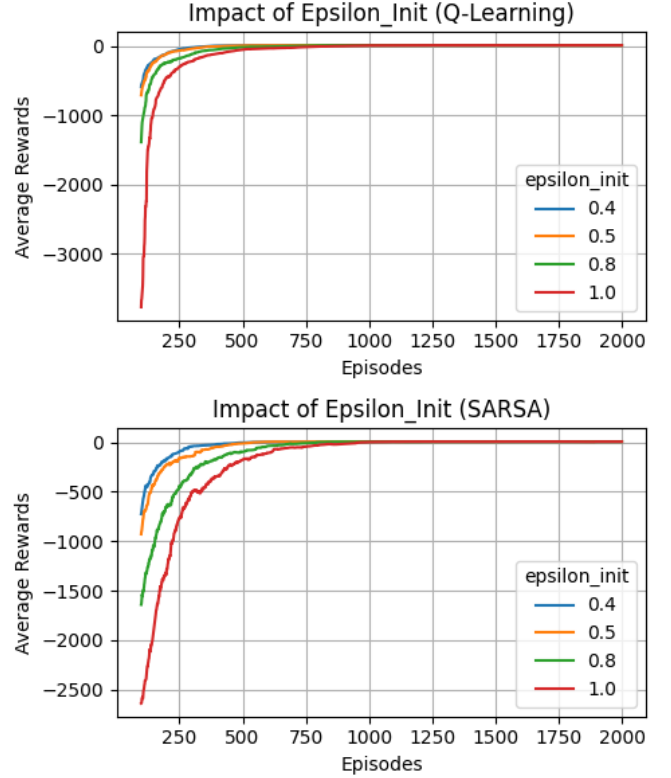 Impact of Epsilon_Init (Q-Learning)
0
−1000
−2000
−3000
Average Rewards
epsilon_init
0.4
0.5
0.8
1.0
250 500 750 1000 1250 1500 1750 2000
Episodes
Impact of Epsilon_Init (SARSA)
0
−500
−1000
−1500
−2000
−2500
Average Rewards
epsilon_init
0.4
0.5
0.8
1.0
250 500 750 1000 1250 1500 1750 2000
Episodes